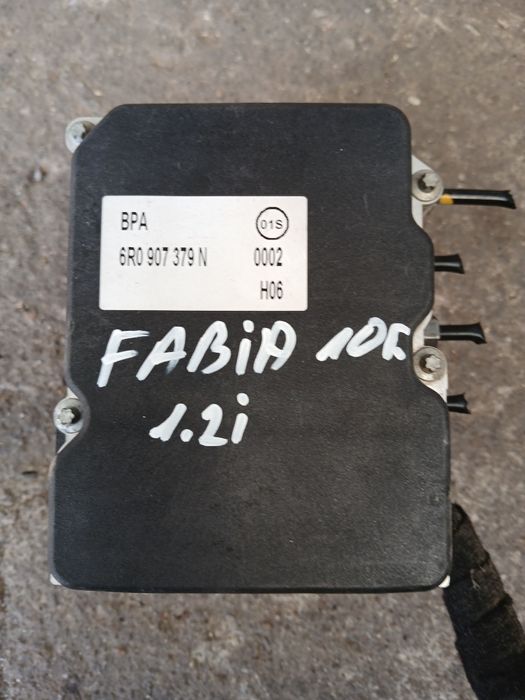 BPA 01S
6R0 907 379 N 0002
H06
FABiA 10r
1.2i